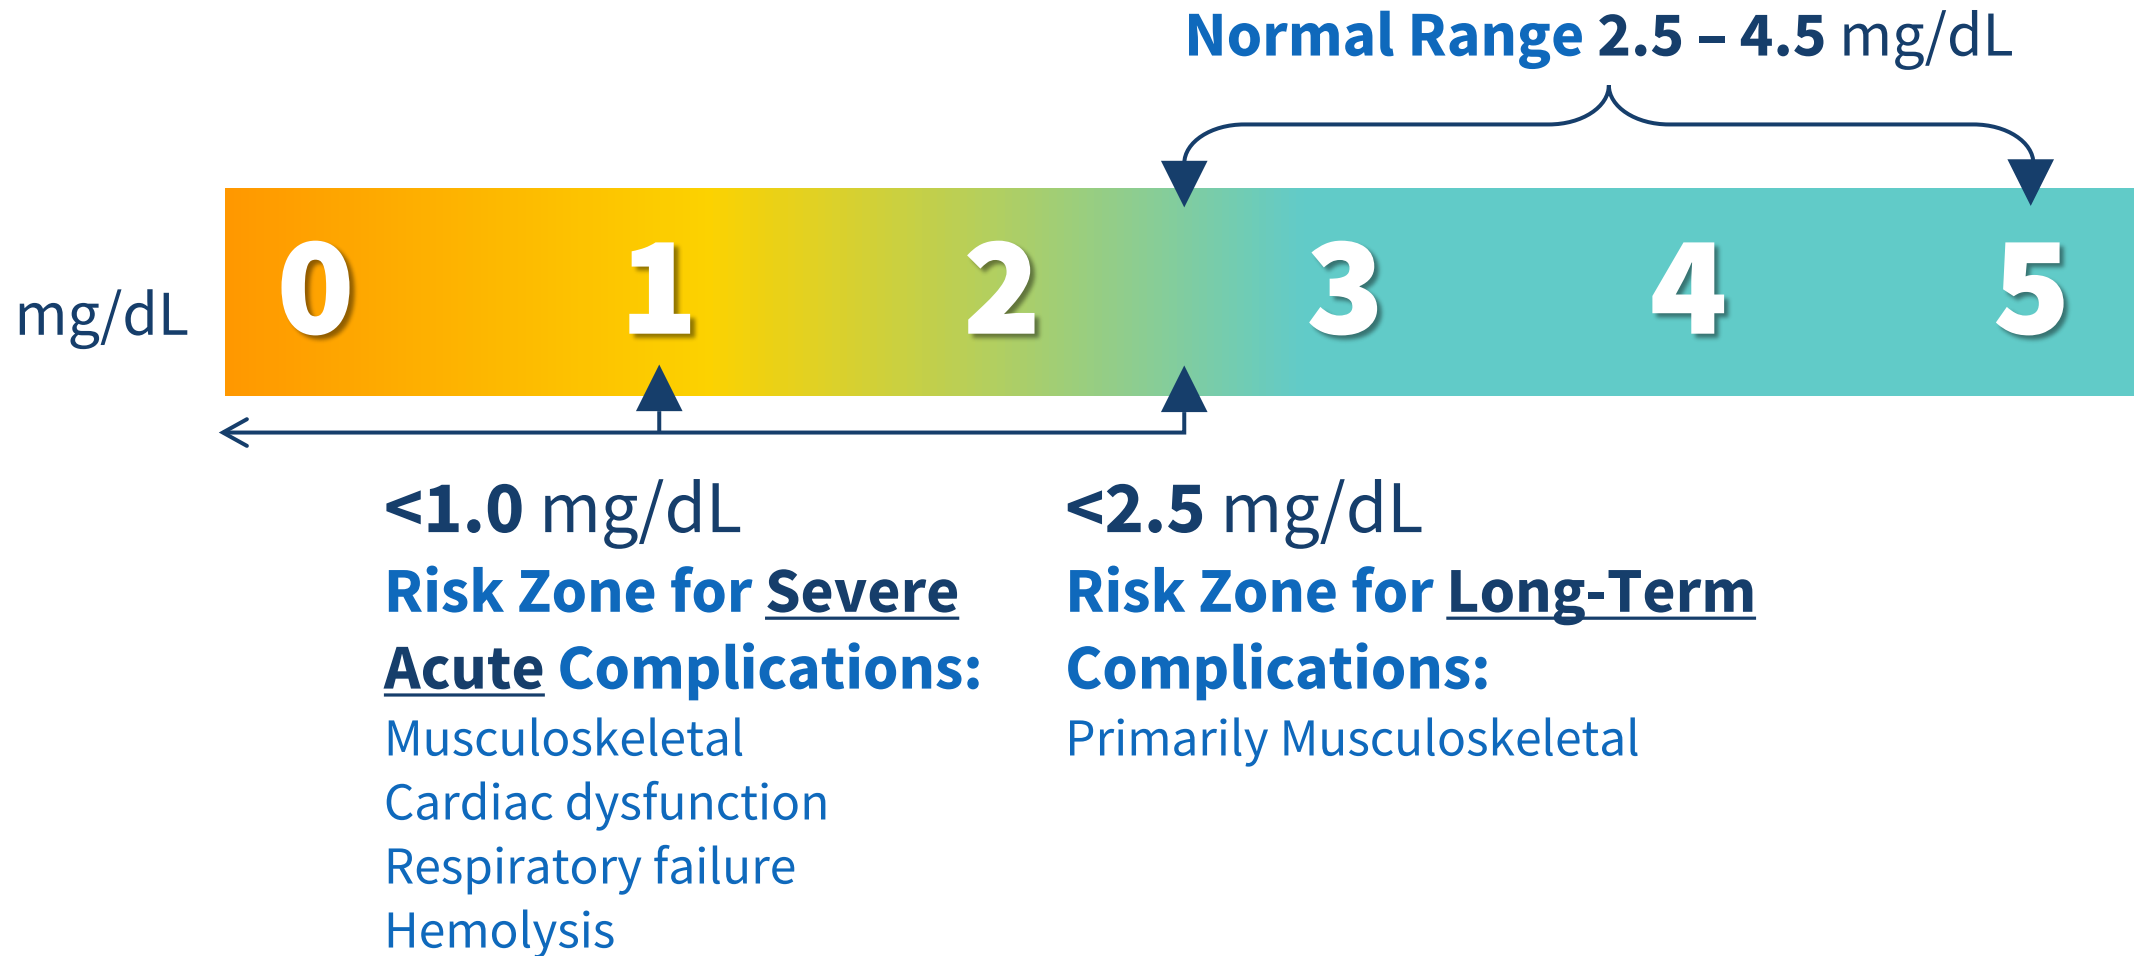 Normal Range 2.5 – 4.5 mg/dL
mg/dL 0 1 2 3 4 5
<1.0 mg/dL
Risk Zone for Severe
Acute Complications:
Musculoskeletal
Cardiac dysfunction
Respiratory failure
Hemolysis
<2.5 mg/dL
Risk Zone for Long-Term
Complications:
Primarily Musculoskeletal